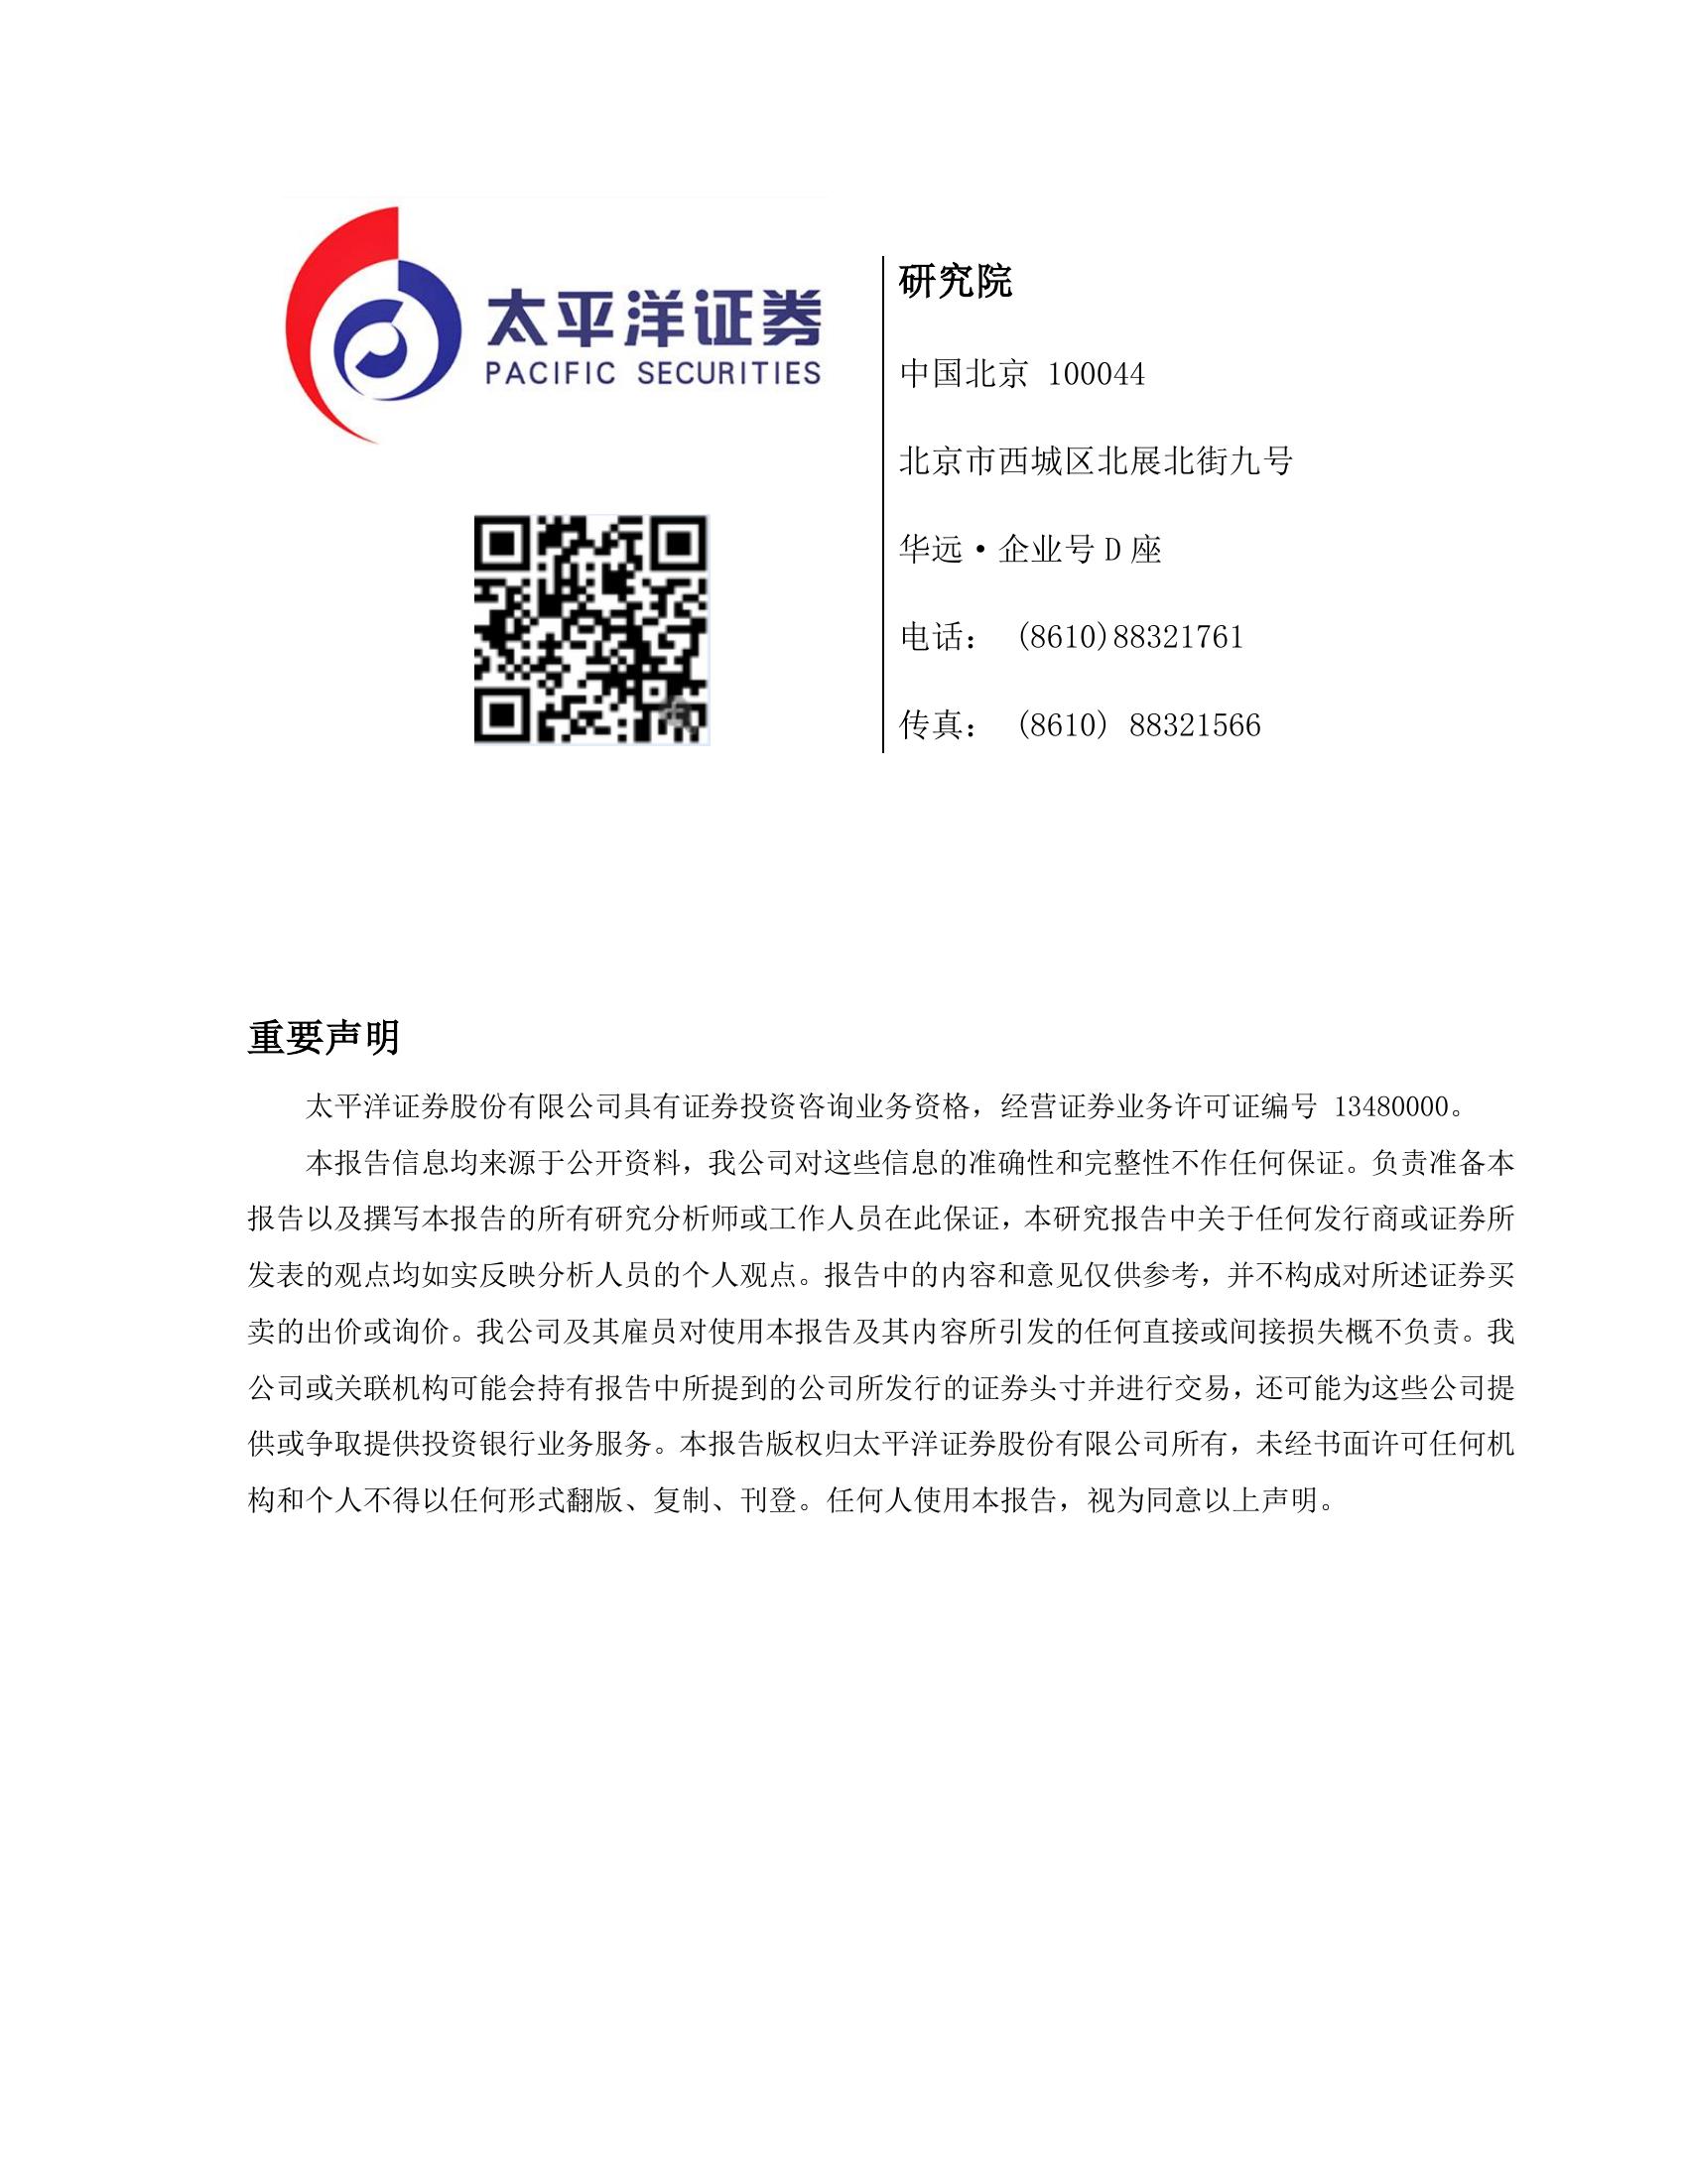 太平洋证券
PACIFIC SECURITIES
研究院
中国北京 100044
北京市西城区北展北街九号
华远·企业号 D 座
电话： (8610)88321761
传真： (8610) 88321566
重要声明
太平洋证券股份有限公司具有证券投资咨询业务资格，经营证券业务许可证编号 13480000。
本报告信息均来源于公开资料，我公司对这些信息的准确性和完整性不作任何保证。负责准备本
报告以及撰写本报告的所有研究分析师或工作人员在此保证，本研究报告中关于任何发行商或证券所
发表的观点均如实反映分析人员的个人观点。报告中的内容和意见仅供参考，并不构成对所述证券买
卖的出价或询价。我公司及其雇员对使用本报告及其内容所引发的任何直接或间接损失概不负责。我
公司或关联机构可能会持有报告中所提到的公司所发行的证券头寸并进行交易，还可能为这些公司提
供或争取提供投资银行业务服务。本报告版权归太平洋证券股份有限公司所有，未经书面许可任何机
构和个人不得以任何形式翻版、复制、刊登。任何人使用本报告，视为同意以上声明。